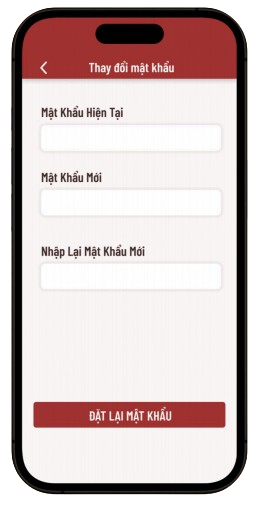 Thay đổi mật khẩu
Mật Khẩu Hiện Tại
Mật Khẩu Mới
Nhập Lại Mật Khẩu Mới
ĐẶT LẠI MẬT KHẨU